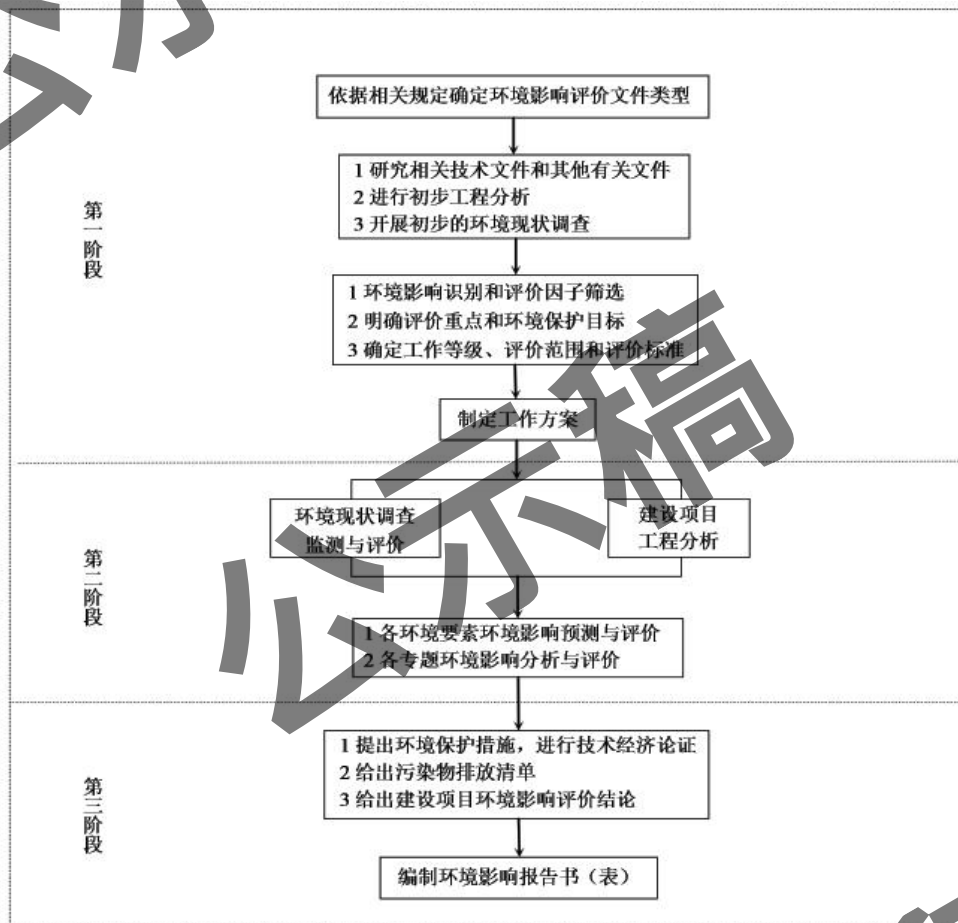 依据相关规定确定环境影响评价文件类型
1 研究相关技术文件和其他有关文件
2 进行初步工程分析
3 开展初步的环境现状调查
第一阶段
1 环境影响识别和评价因子筛选
2 明确评价重点和环境保护目标
3 确定工作等级、评价范围和评价标准
制定工作方案
环境现状调查
监测与评价
建设项目
工程分析
第二阶段
1 各环境要素环境影响预测与评价
2 各专题环境影响分析与评价
第三阶段
1 提出环境保护措施，进行技术经济论证
2 给出污染物排放清单
3 给出建设项目环境影响评价结论
编制环境影响报告书（表）
公示稿